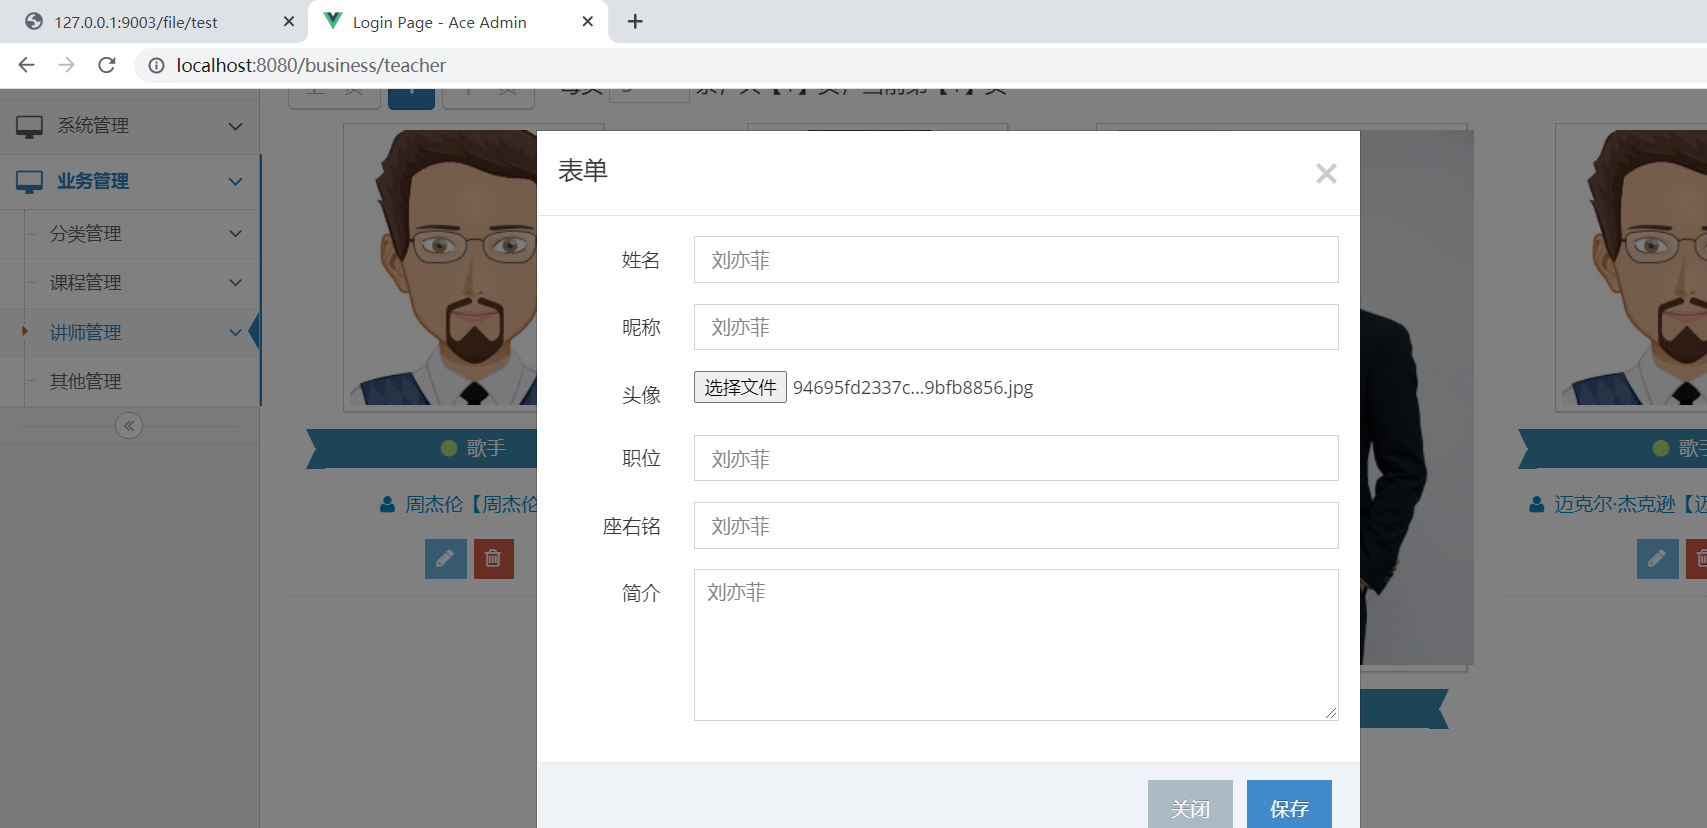 127.0.0.1:9003/file/test
Login Page - Ace Admin
localhost:8080/business/teacher
系统管理
业务管理
分类管理
课程管理
讲师管理
其他管理
表单
姓名 刘亦菲
昵称 刘亦菲
头像 选择文件 94695fd2337c...9bfb8856.jpg
职位 刘亦菲
座右铭 刘亦菲
简介 刘亦菲
关闭 保存
歌手
周杰伦【周杰伦
歌手
迈克尔·杰克逊【迈